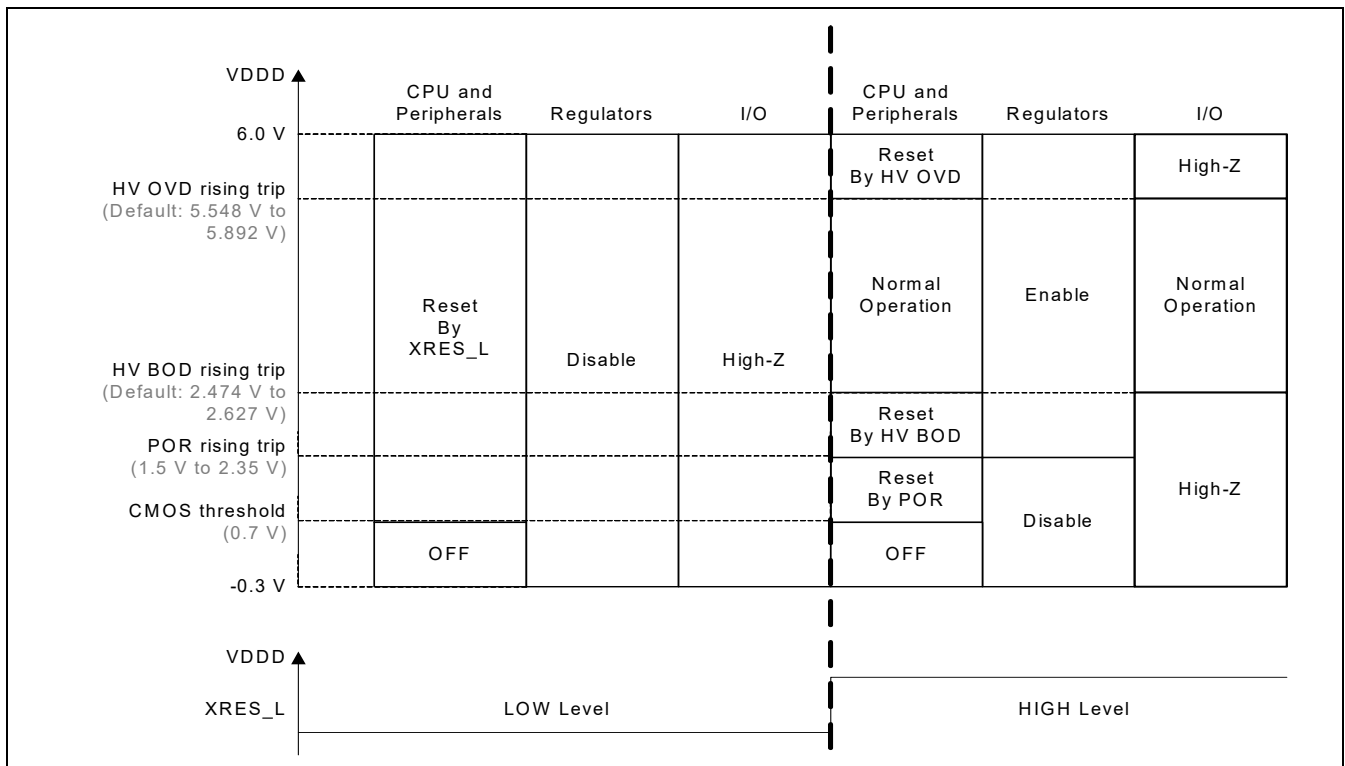 VDDD
CPU and
Peripherals
Regulators
I/O
CPU and
Peripherals
Regulators
I/O
6.0 V
Reset
By HV OVD
High-Z
HV OVD rising trip
(Default: 5.548 V to
5.892 V)
Reset
By
XRES_L
Disable
High-Z
Normal
Operation
Enable
Normal
Operation
HV BOD rising trip
(Default: 2.474 V to
2.627 V)
Reset
By HV BOD
POR rising trip
(1.5 V to 2.35 V)
Reset
By POR
Disable
High-Z
CMOS threshold
(0.7 V)
OFF
OFF
-0.3 V
VDDD
XRES_L
LOW Level
HIGH Level